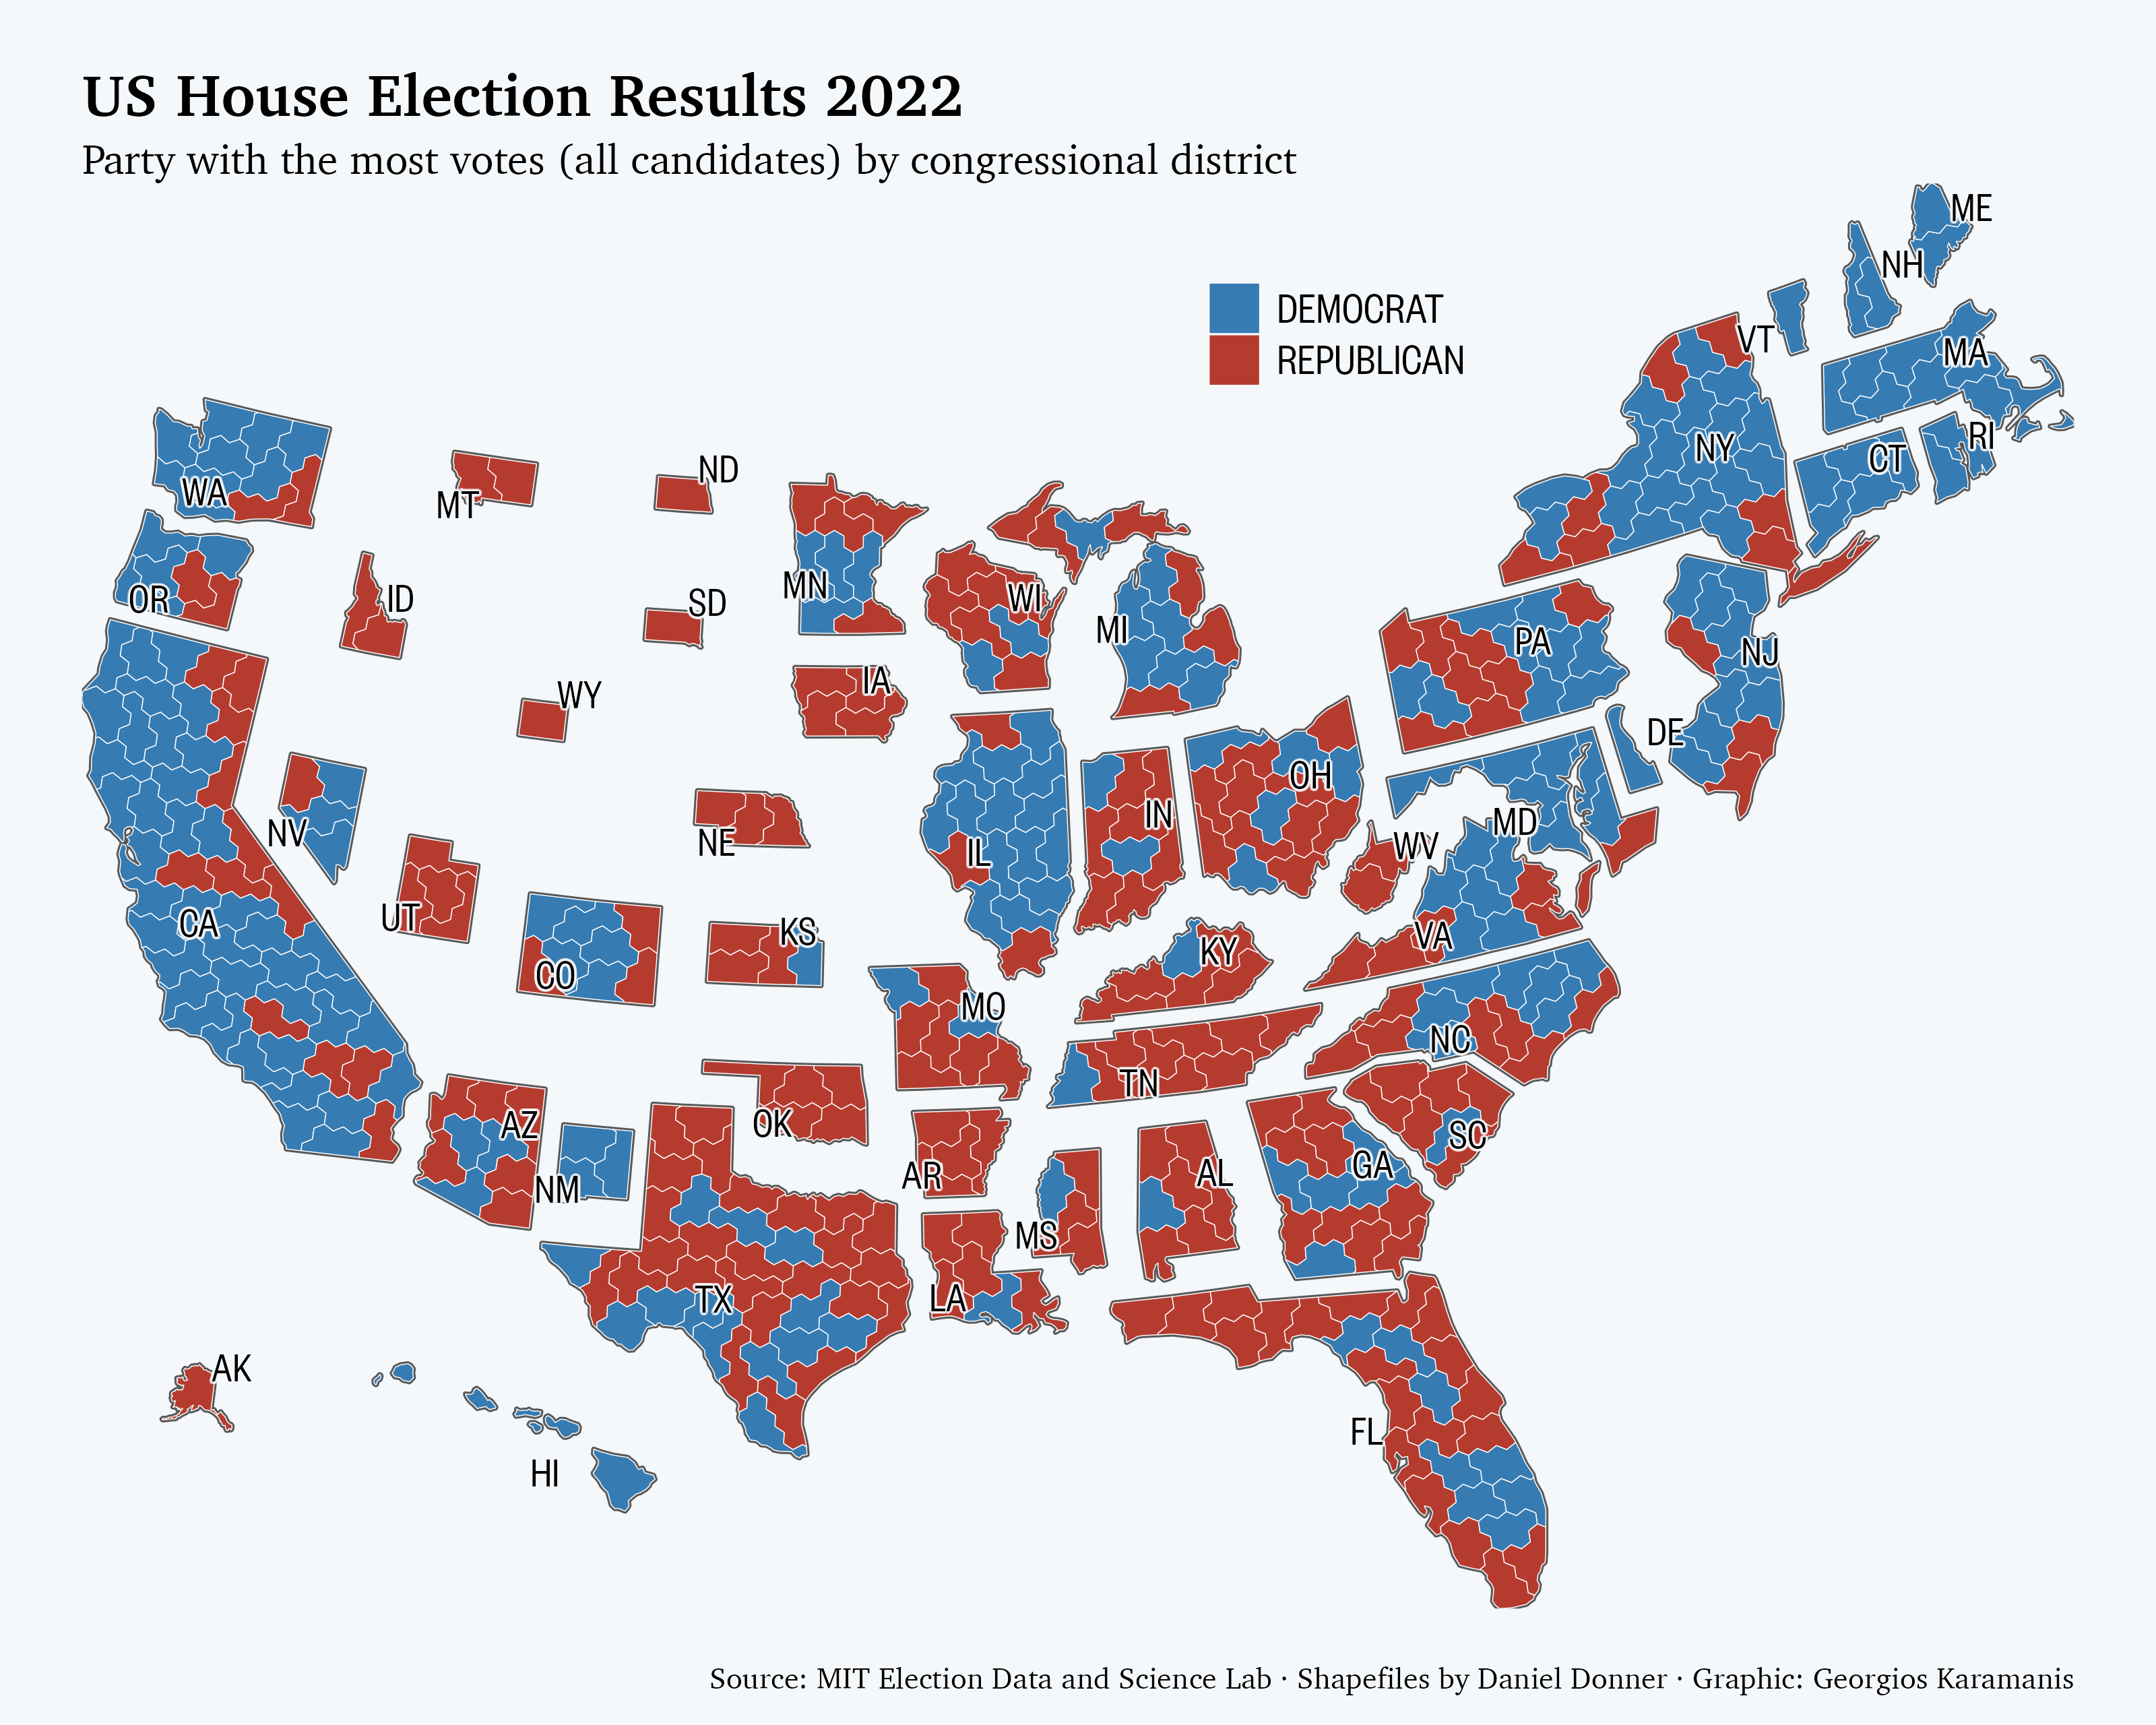 US House Election Results 2022
Party with the most votes (all candidates) by congressional district
ME
NH
DEMOCRAT
VT
MA
REPUBLICAN
RI
NY
CT
ND
WA
MT
MN
WI
OR
ID
SD
MI
PA
NJ
IA
WY
DE
OH
IN
MD
NV
NE
IL
WV
UT
CA
KS
VA
KY
CO
MO
NC
TN
AZ
OK
SC
GA
AR
AL
NM
MS
TX
LA
AK
FL
HI
Source: MIT Election Data and Science Lab · Shapefiles by Daniel Donner · Graphic: Georgios Karamanis